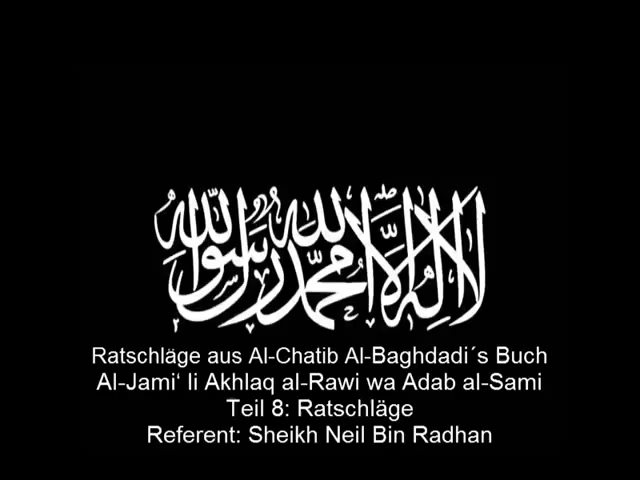 لا إله إلا الله محمد رسول الله
Ratschläge aus Al-Chatib Al-Baghdadi´s Buch
Al-Jami‘ li Akhlaq al-Rawi wa Adab al-Sami
Teil 8: Ratschläge
Referent: Sheikh Neil Bin Radhan